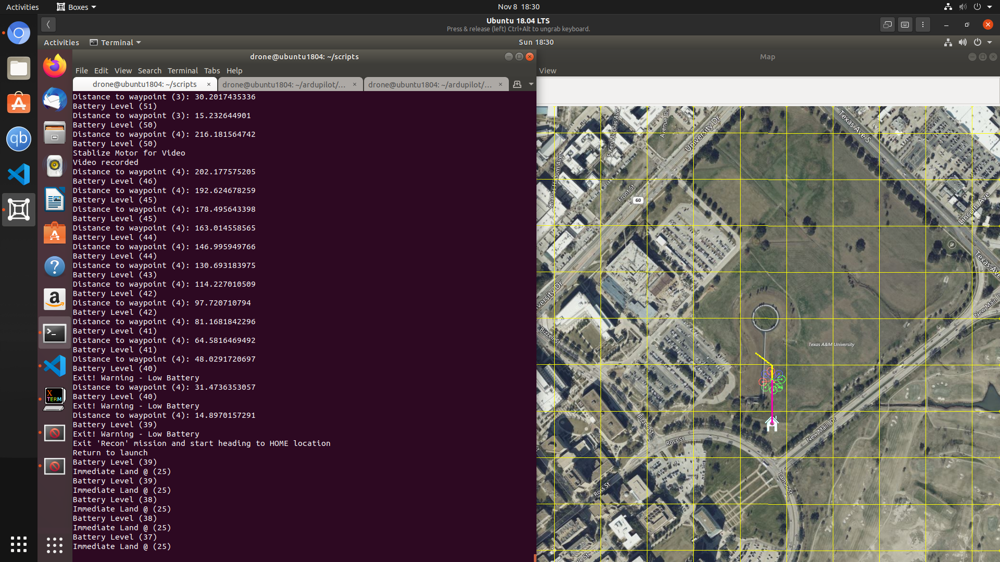 Activities
Boxes
Nov 8  18:30
Ubuntu 18.04 LTS
Press & release (left) Ctrl+Alt to ungrab keyboard.
Activities
Terminal
Sun 18:30
drone@ubuntu1804: ~/scripts
File Edit View Search Terminal Tabs Help
drone@ubuntu1804: ~/scripts
drone@ubuntu1804: ~/ardupilot/...
drone@ubuntu1804: ~/ardupilot/...
Distance to waypoint (3): 30.2017435336
Battery Level (51)
Distance to waypoint (3): 15.232644901
Battery Level (50)
Distance to waypoint (4): 216.181564742
Battery Level (50)
Stablize Motor for Video
Video recorded
Distance to waypoint (4): 202.177575205
Battery Level (46)
Distance to waypoint (4): 192.624678259
Battery Level (45)
Distance to waypoint (4): 178.495643398
Battery Level (45)
Distance to waypoint (4): 163.014558565
Battery Level (44)
Distance to waypoint (4): 146.995949766
Battery Level (44)
Distance to waypoint (4): 130.693183975
Battery Level (43)
Distance to waypoint (4): 114.227010509
Battery Level (42)
Distance to waypoint (4): 97.720710794
Battery Level (42)
Distance to waypoint (4): 81.1681842296
Battery Level (41)
Distance to waypoint (4): 64.5816469492
Battery Level (41)
Distance to waypoint (4): 48.0291720697
Battery Level (40)
Exit! Warning - Low Battery
Distance to waypoint (4): 31.4736353057
Battery Level (40)
Exit! Warning - Low Battery
Distance to waypoint (4): 14.8970157291
Battery Level (39)
Exit! Warning - Low Battery
Exit 'Recon' mission and start heading to HOME location
Return to launch
Battery Level (39)
Immediate Land @ (25)
Battery Level (39)
Immediate Land @ (25)
Battery Level (38)
Immediate Land @ (25)
Battery Level (38)
Immediate Land @ (25)
Battery Level (37)
Immediate Land @ (25)
qb
a
?
>_
X
TERM
Map
View
Avenue D
University Dr
Texas Ave S
Front St
60
Lincoln Ave
Texas Ave
New Main D
Bizzell St
Texas A&M University
Bizzell St
New Main Dr
Ross St
Ross St
Lamar St